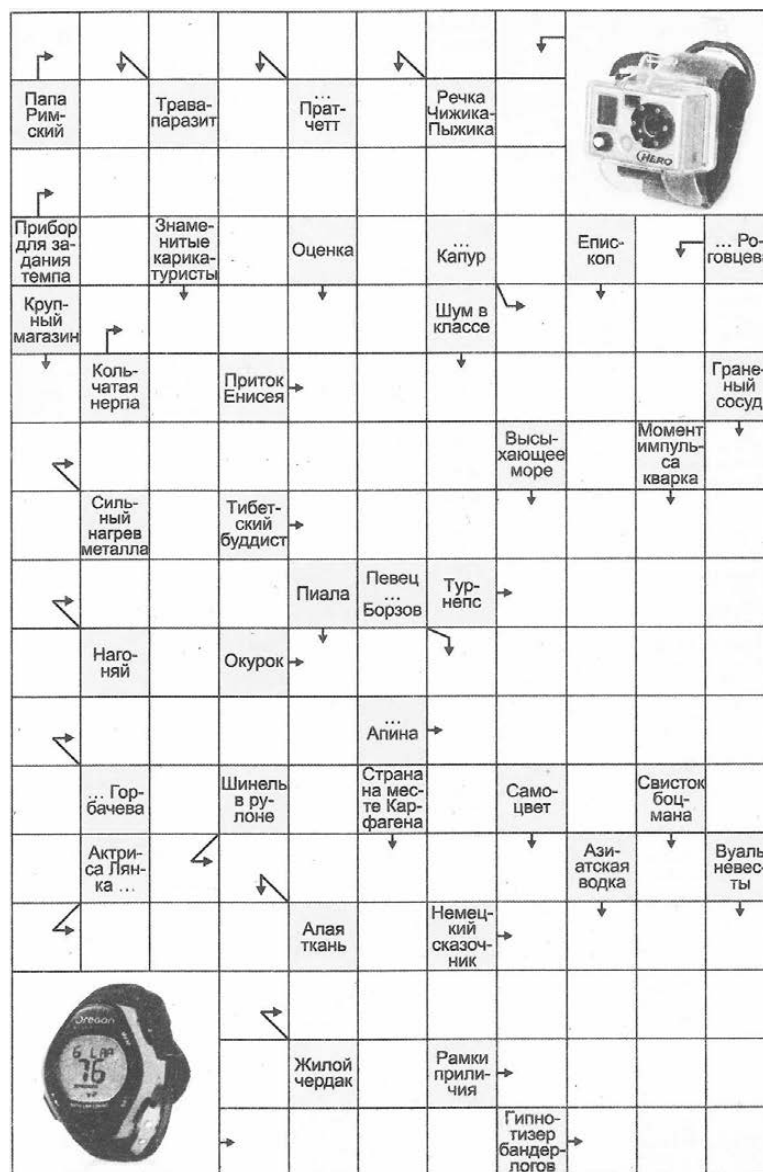 Папа
Рим-
ский
Трава-
паразит
...
Прат-
четт
Речка
Чижика-
Пыжика
HERO
Прибор
для за-
дания
темпа
Знаме-
нитые
карика-
туристы
Оценка
...
Капур
Епис-
коп
... Ро-
говцева
Круп-
ный
магазин
Шум в
классе
Коль-
чатая
нерпа
Приток
Енисея
Гране-
ный
сосуд
Высы-
хающее
море
Момент
импуль-
са
кварка
Силь-
ный
нагрев
металла
Тибет-
ский
буддист
Пиала
Певец
...
Борзов
Тур-
непс
Наго-
няй
Окурок
...
Апина
... Гор-
бачева
Шинель
в ру-
лоне
Страна
на мес-
те Кар-
фагена
Само-
цвет
Свисток
боц-
мана
Актри-
са Лян-
ка ...
Ази-
атская
водка
Вуаль
невес-
ты
Алая
ткань
Немец-
кий
сказоч-
ник
Oregon
6 LAP
76
Жилой
чердак
Рамки
прили-
чия
Гипно-
тизер
бандер-
логов